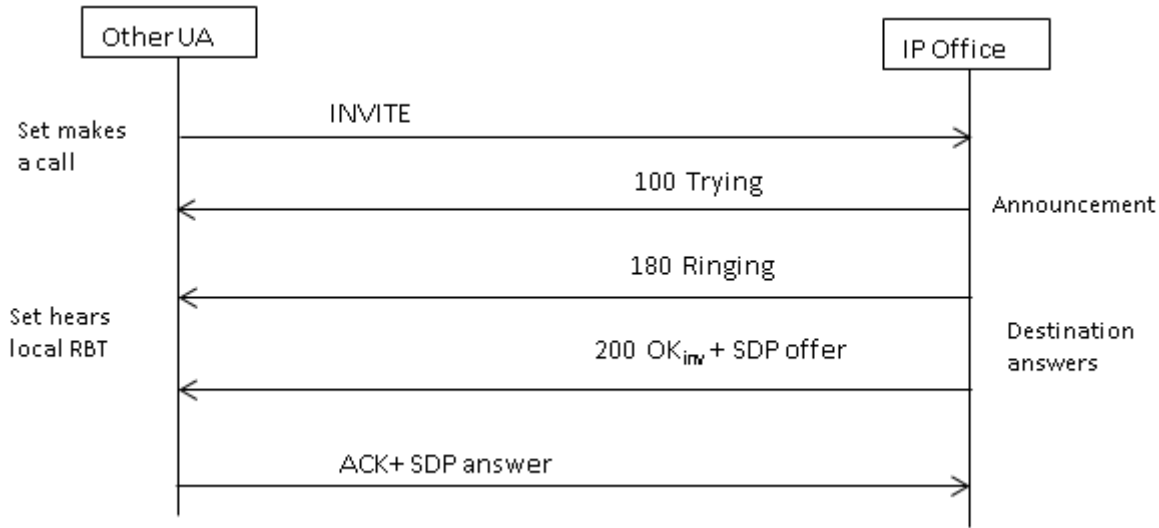 Other UA
IP Office
INVITE
Set makes
a call
100 Trying
Announcement
180 Ringing
Set hears
local RBT
200 OKinv + SDP offer
Destination
answers
ACK+ SDP answer